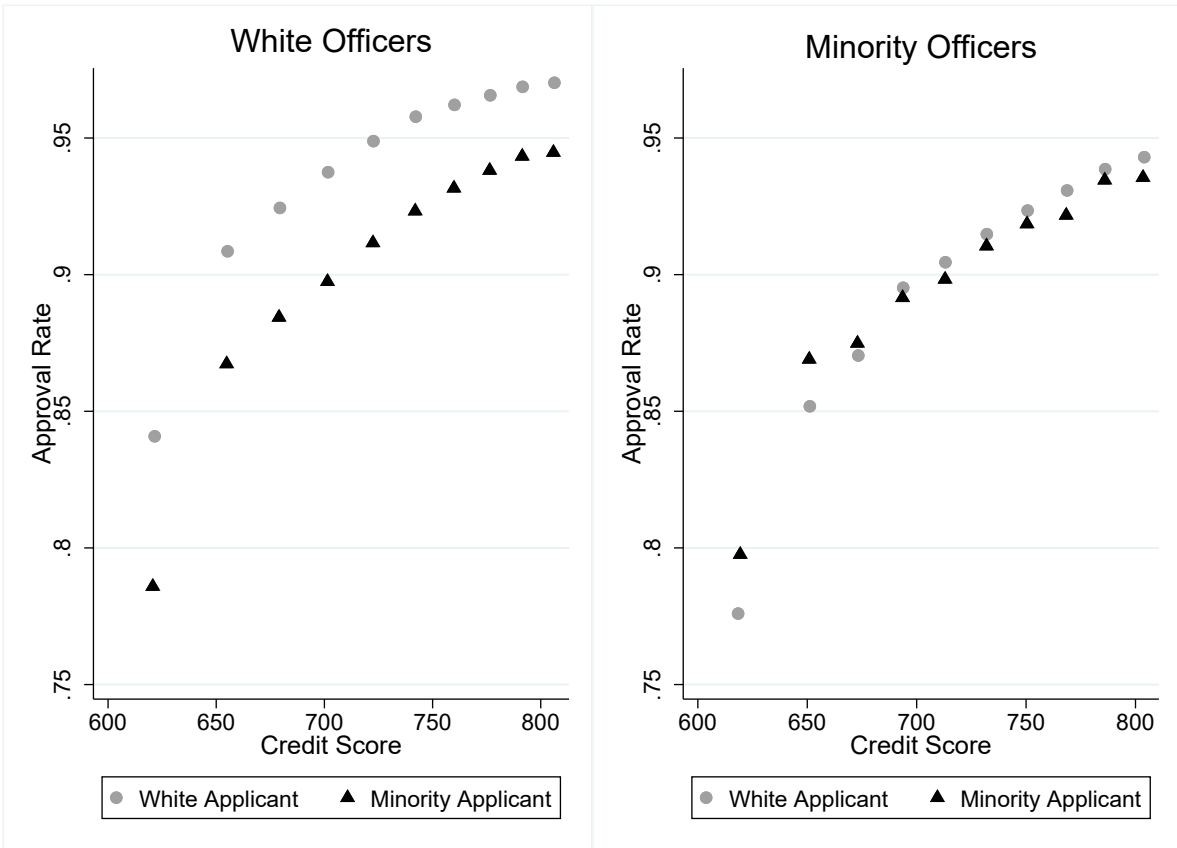 White Officers
Approval Rate
.95
.9
.85
.8
.75
600 650 700 750 800
Credit Score
White Applicant Minority Applicant
Minority Officers
Approval Rate
.95
.9
.85
.8
.75
600 650 700 750 800
Credit Score
White Applicant Minority Applicant